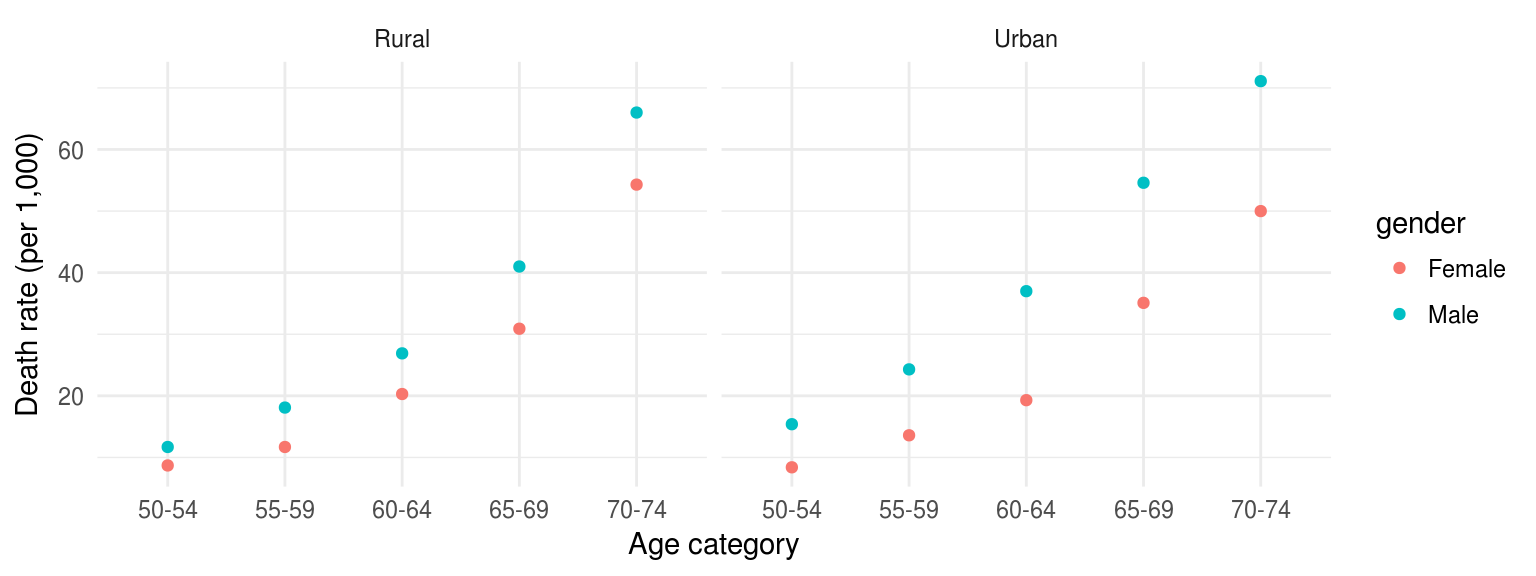 Rural Urban
Death rate (per 1,000)
60
40
20
50-54 55-59 60-64 65-69 70-74 50-54 55-59 60-64 65-69 70-74
Age category
gender
Female
Male